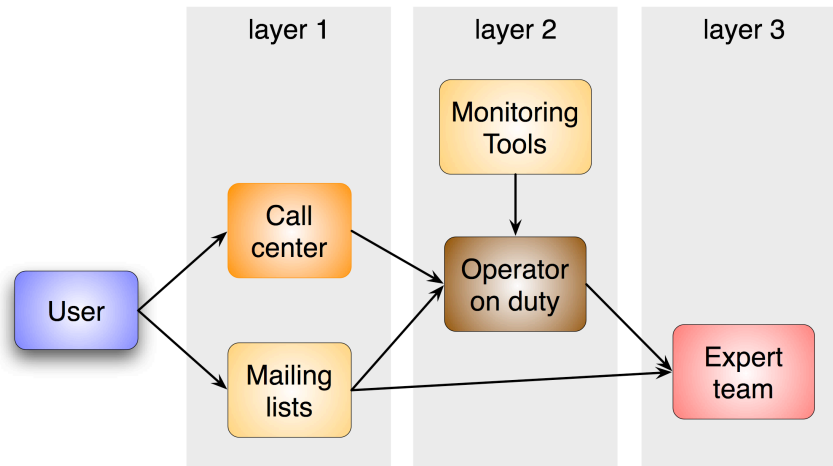 layer 1
layer 2
layer 3
Monitoring
Tools
Call
center
Operator
on duty
User
Mailing
lists
Expert
team